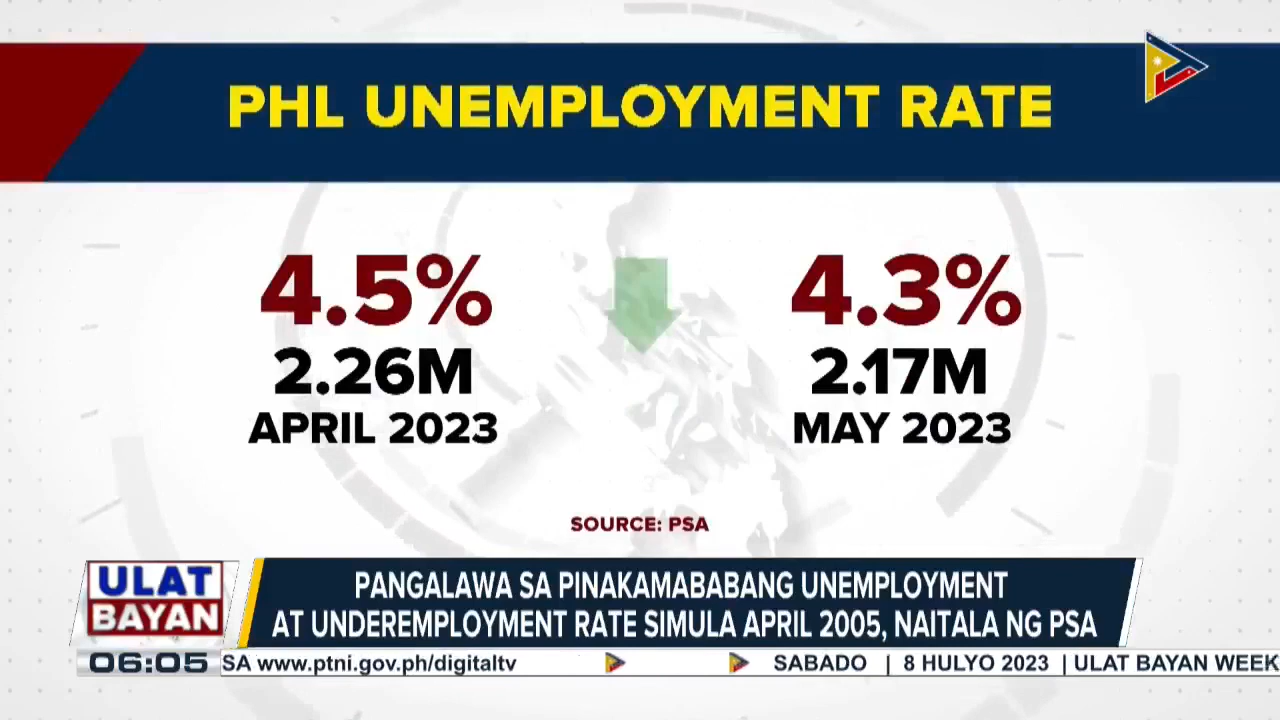 PHL UNEMPLOYMENT RATE
4.5%
2.26M
APRIL 2023
4.3%
2.17M
MAY 2023
SOURCE: PSA
ULAT
BAYAN
PANGALAWA SA PINAKAMABABANG UNEMPLOYMENT
AT UNDEREMPLOYMENT RATE SIMULA APRIL 2005, NAITALA NG PSA
06:05
SA www.ptni.gov.ph/digitaltv
SABADO | 8 HULYO 2023 | ULAT BAYAN WEEK